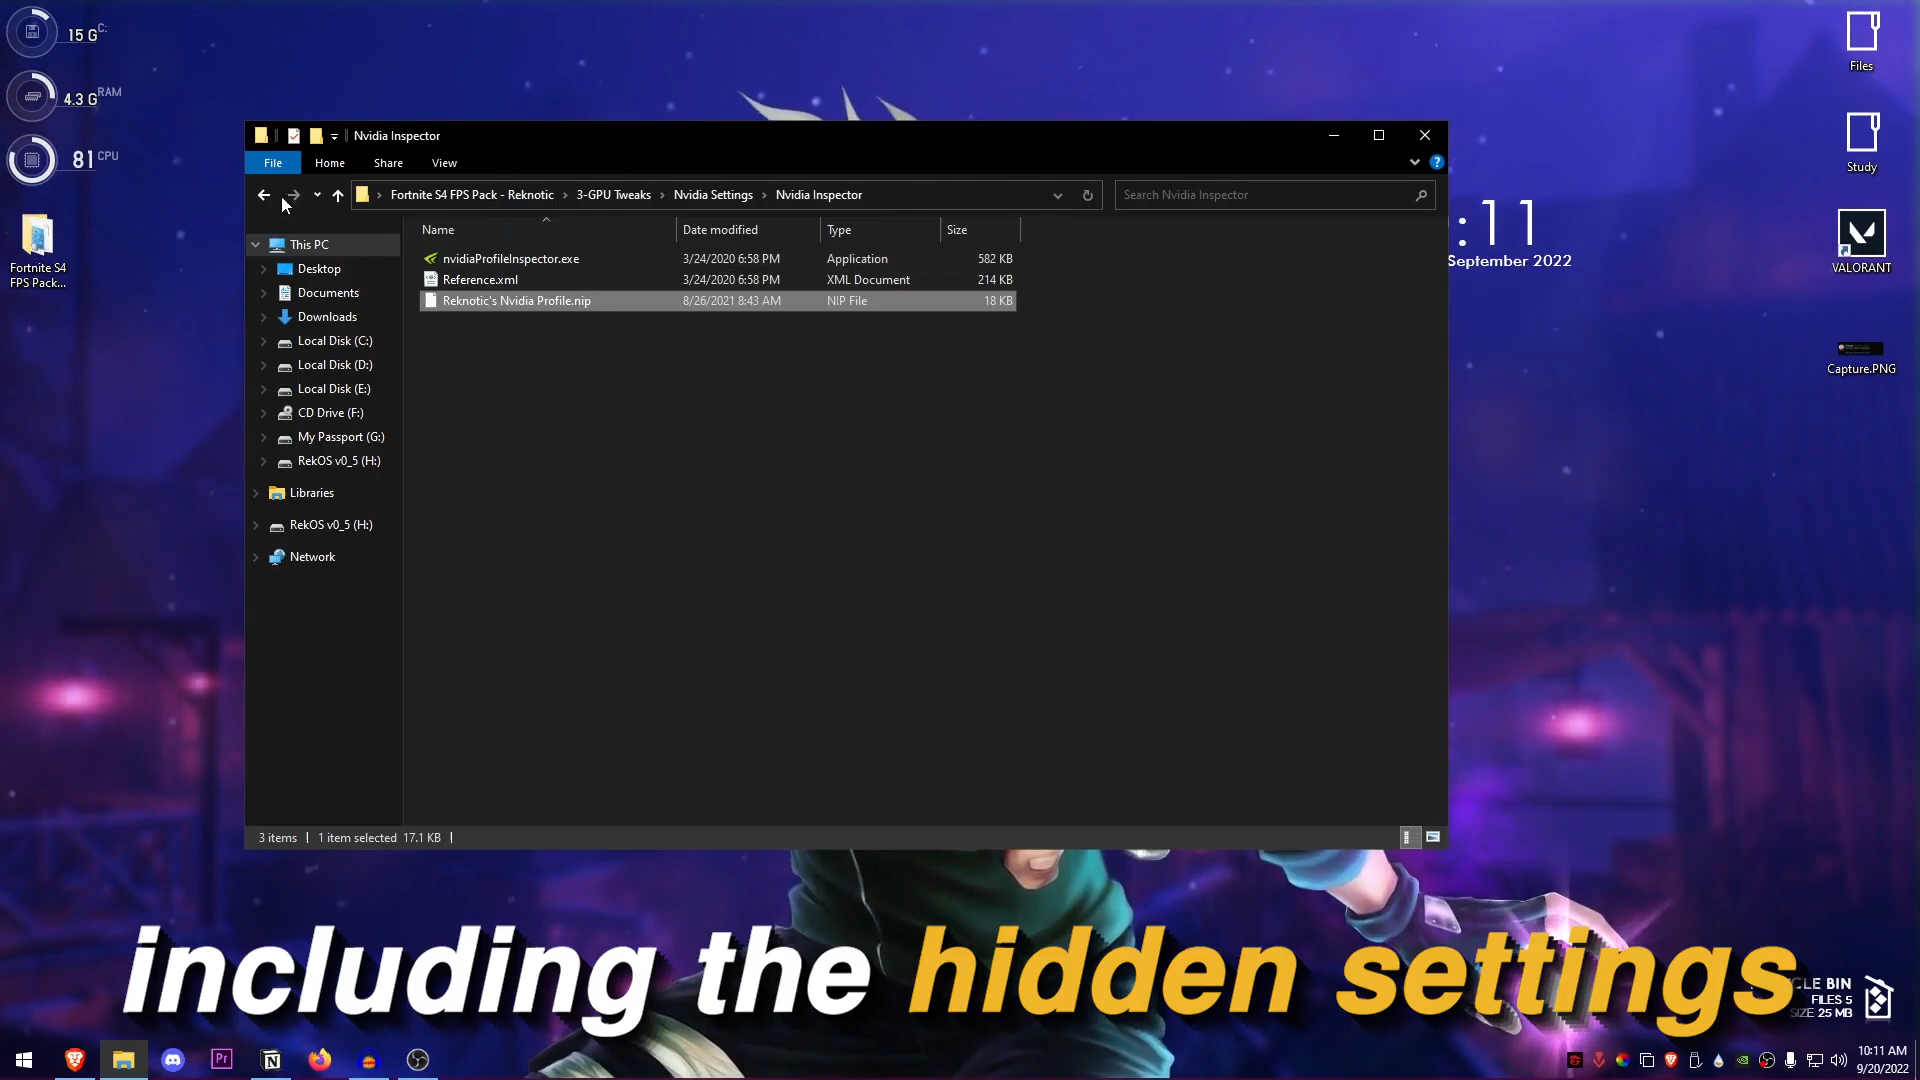 15 G C:
4.3 G RAM
81 CPU
Fortnite S4
FPS Pack...
Files
Study
VALORANT
Capture.PNG
:11
September 2022
Nvidia Inspector
File Home Share View
Fortnite S4 FPS Pack - Reknotic > 3-GPU Tweaks > Nvidia Settings > Nvidia Inspector
Search Nvidia Inspector
Name Date modified Type Size
nvidiaProfileInspector.exe 3/24/2020 6:58 PM Application 582 KB
Reference.xml 3/24/2020 6:58 PM XML Document 214 KB
Reknotic's Nvidia Profile.nip 8/26/2021 8:43 AM NIP File 18 KB
This PC
Desktop
Documents
Downloads
Local Disk (C:)
Local Disk (D:)
Local Disk (E:)
CD Drive (F:)
My Passport (G:)
RekOS v0_5 (H:)
Libraries
RekOS v0_5 (H:)
Network
3 items 1 item selected 17.1 KB
including the hidden settings
CLE BIN
FILES 5
SIZE 25 MB
Pr
10:11 AM
9/20/2022